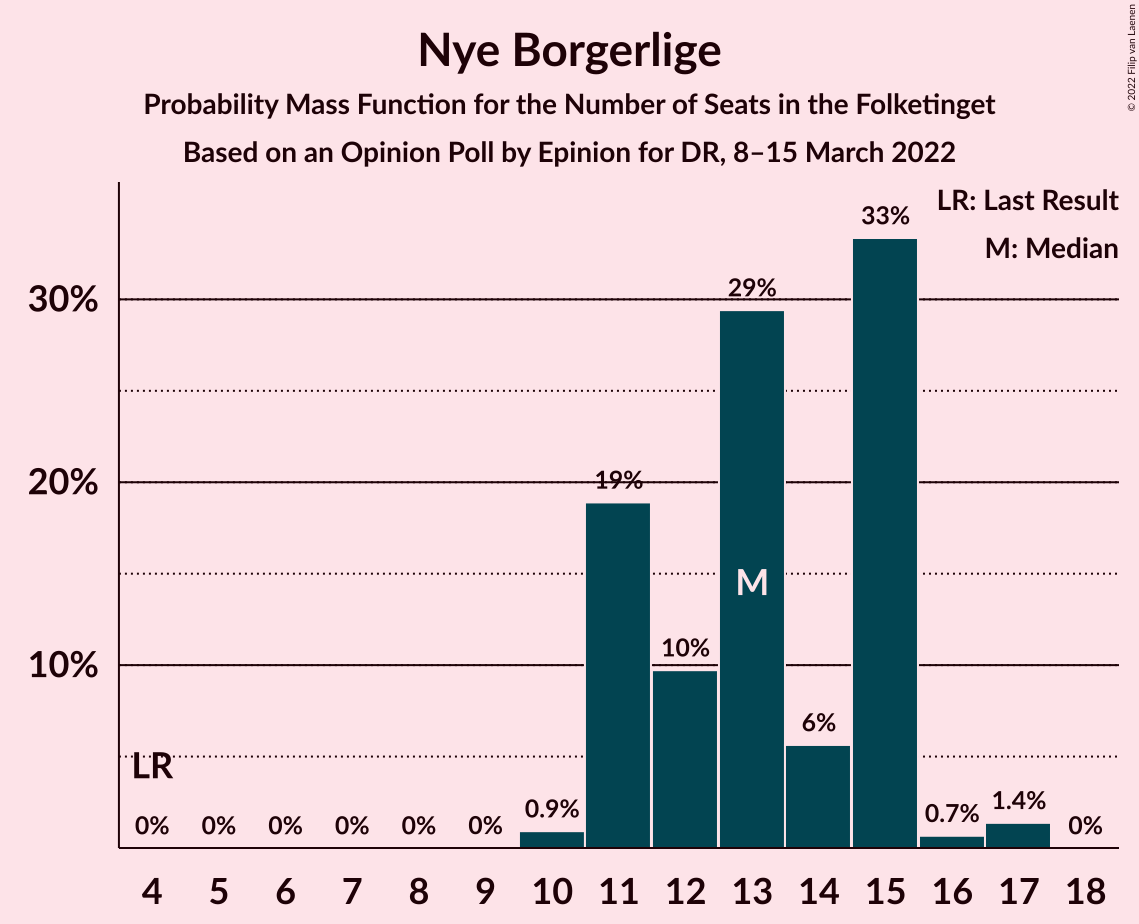 Nye Borgerlige
Probability Mass Function for the Number of Seats in the Folketinget
Based on an Opinion Poll by Epinion for DR, 8–15 March 2022
© 2022 Filip van Laenen
LR: Last Result
M: Median
30%
20%
10%
LR
M
0%
0%
0%
0%
0%
0%
0.9%
19%
10%
29%
6%
33%
0.7%
1.4%
0%
4 5 6 7 8 9 10 11 12 13 14 15 16 17 18